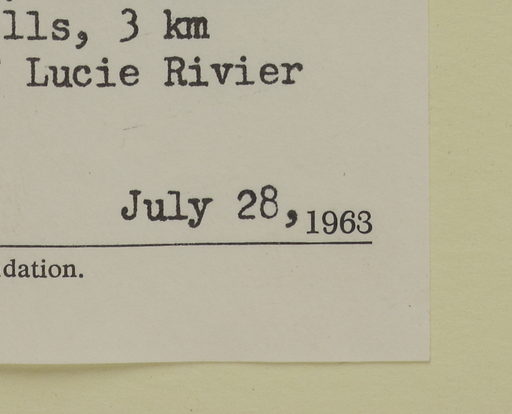 lls, 3 km
Lucie Rivier
July 28, 1963
dation.